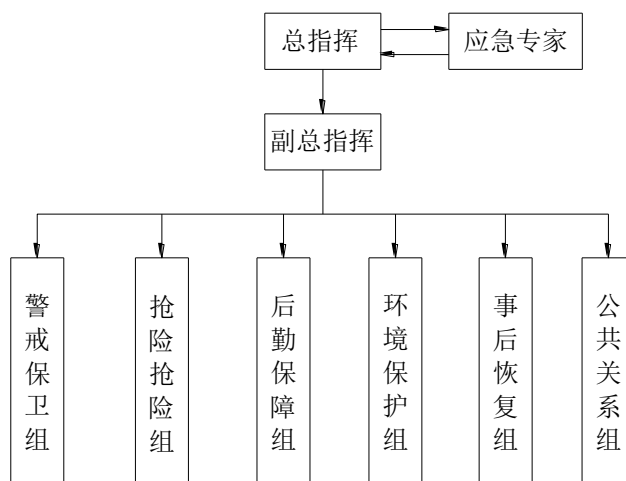 总指挥
应急专家
副总指挥
警戒保卫组
抢险抢险组
后勤保障组
环境保护组
事后恢复组
公共关系组